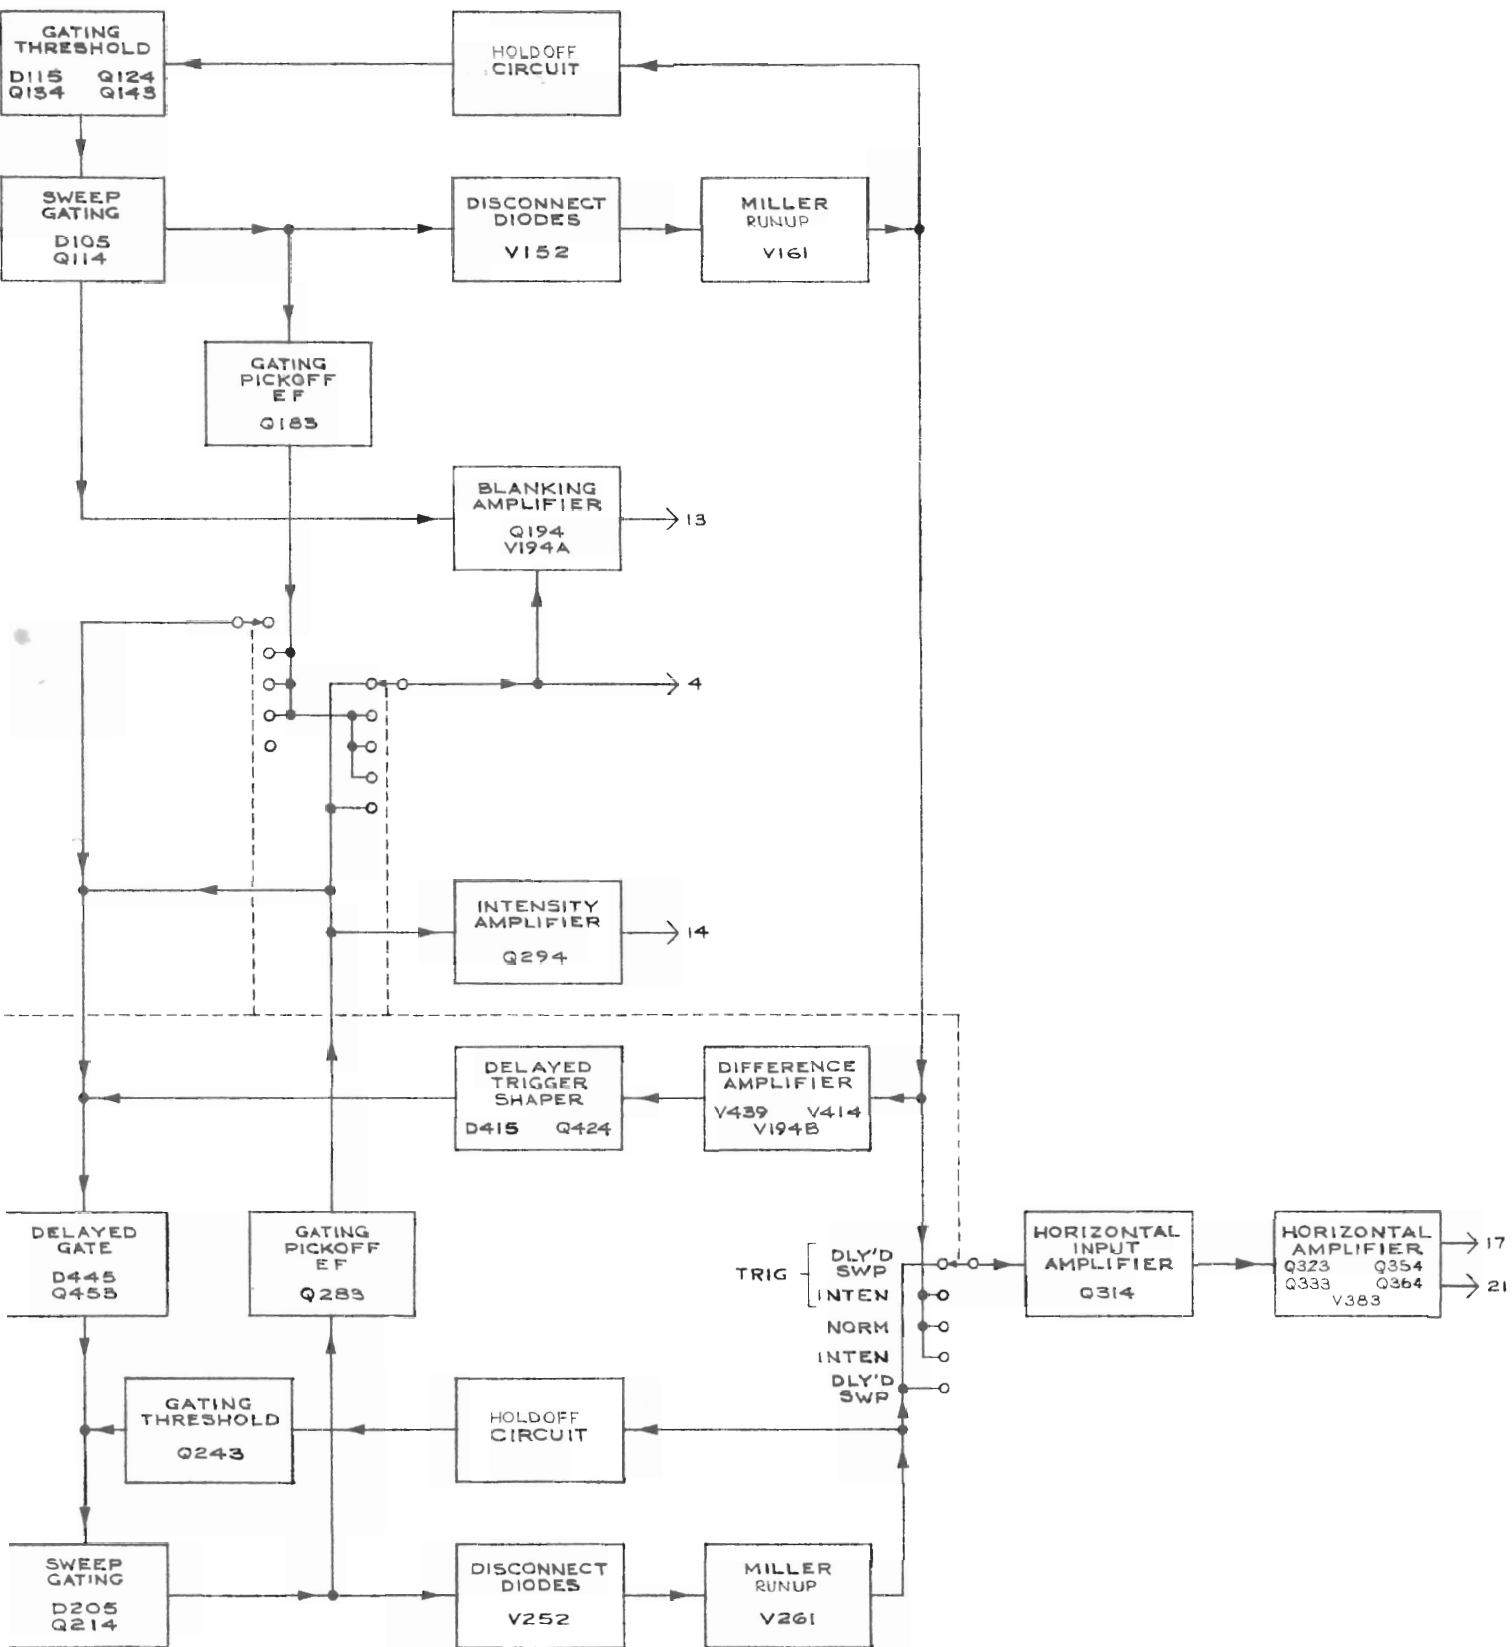 GATING
THRESHOLD
D115 Q124
Q134 Q143
HOLDOFF
CIRCUIT
SWEEP
GATING
D105
Q114
DISCONNECT
DIODES
V152
MILLER
RUNUP
V161
GATING
PICKOFF
EF
Q183
BLANKING
AMPLIFIER
Q194
V194A
13
4
INTENSITY
AMPLIFIER
Q294
14
DELAYED
TRIGGER
SHAPER
D415 Q424
DIFFERENCE
AMPLIFIER
V439 V414
V194B
DELAYED
GATE
D445
Q453
GATING
PICKOFF
EF
Q283
TRIG
DLY'D
SWP
INTEN
NORM
INTEN
DLY'D
SWP
HORIZONTAL
INPUT
AMPLIFIER
Q314
HORIZONTAL
AMPLIFIER
Q323 Q354
Q333 Q364
V383
17
21
GATING
THRESHOLD
Q243
HOLDOFF
CIRCUIT
SWEEP
GATING
D205
Q214
DISCONNECT
DIODES
V252
MILLER
RUNUP
V261